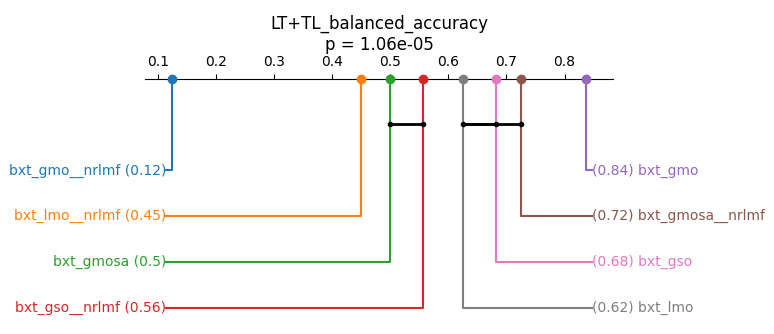 LT+TL_balanced_accuracy
p = 1.06e-05
0.1 0.2 0.3 0.4 0.5 0.6 0.7 0.8
bxt_gmo__nrlmf (0.12) (0.84) bxt_gmo
bxt_lmo__nrlmf (0.45) (0.72) bxt_gmosa__nrlmf
bxt_gmosa (0.5) (0.68) bxt_gso
bxt_gso__nrlmf (0.56) (0.62) bxt_lmo